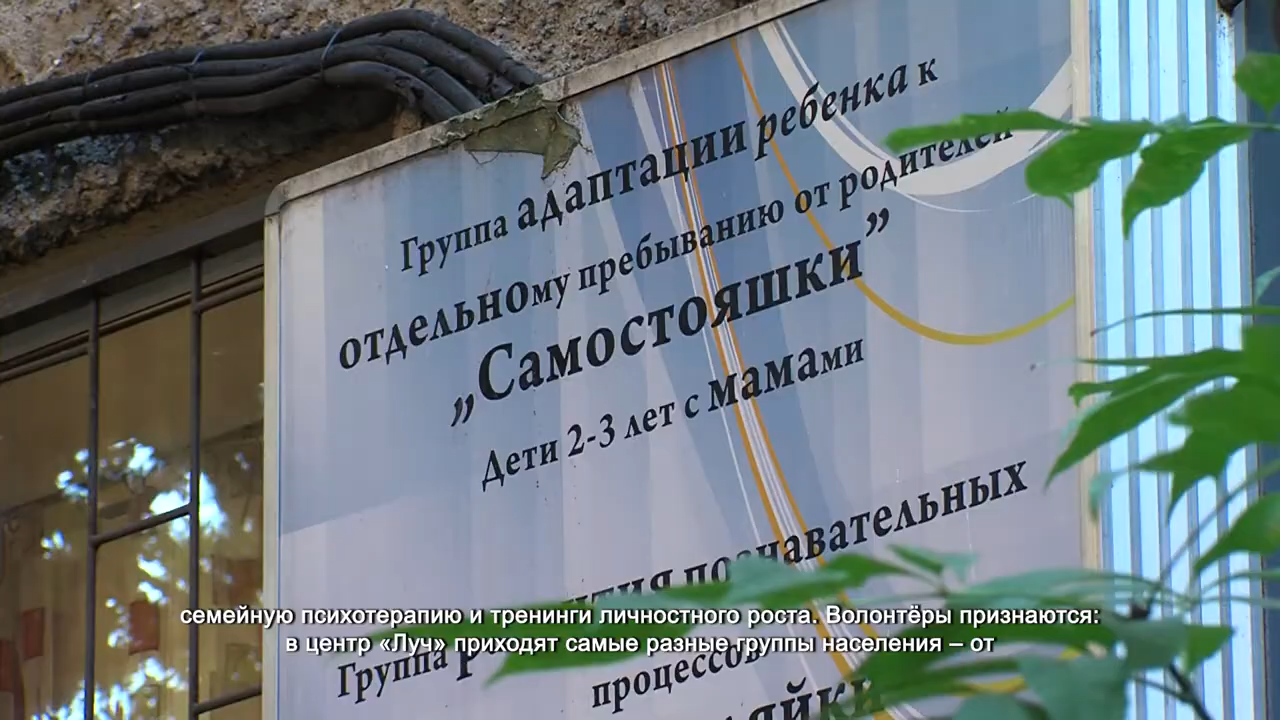 Группа адаптации ребенка к
отдельному пребыванию от родителей
„Самостояшки”
Дети 2-3 лет с мамами
познавательных
Группа
процессов
семейную психотерапию и тренинги личностного роста. Волонтёры признаются:
в центр «Луч» приходят самые разные группы населения – от